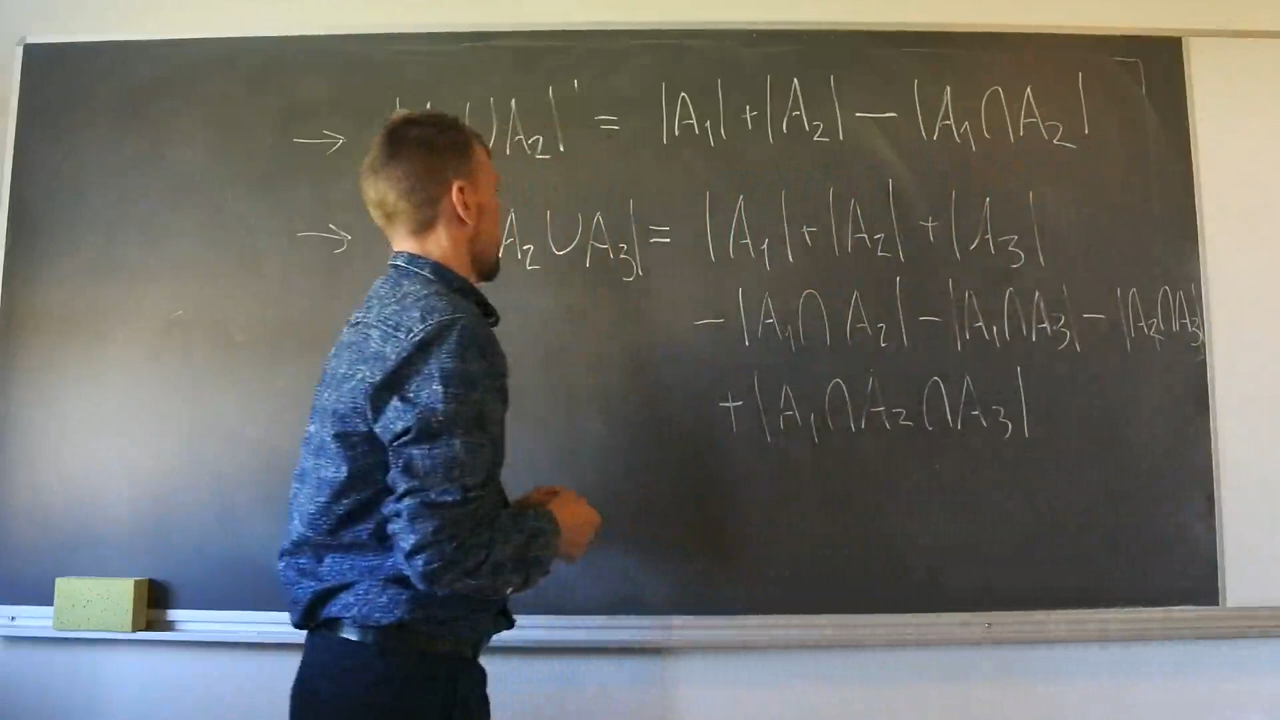 → ∪A₂| = |A₁|+|A₂|−|A₁∩A₂|
→ A₂∪A₃|= |A₁|+|A₂|+|A₃|
−|A₁∩A₂|−|A₁∩A₃|−|A₂∩A₃|
+|A₁∩A₂∩A₃|